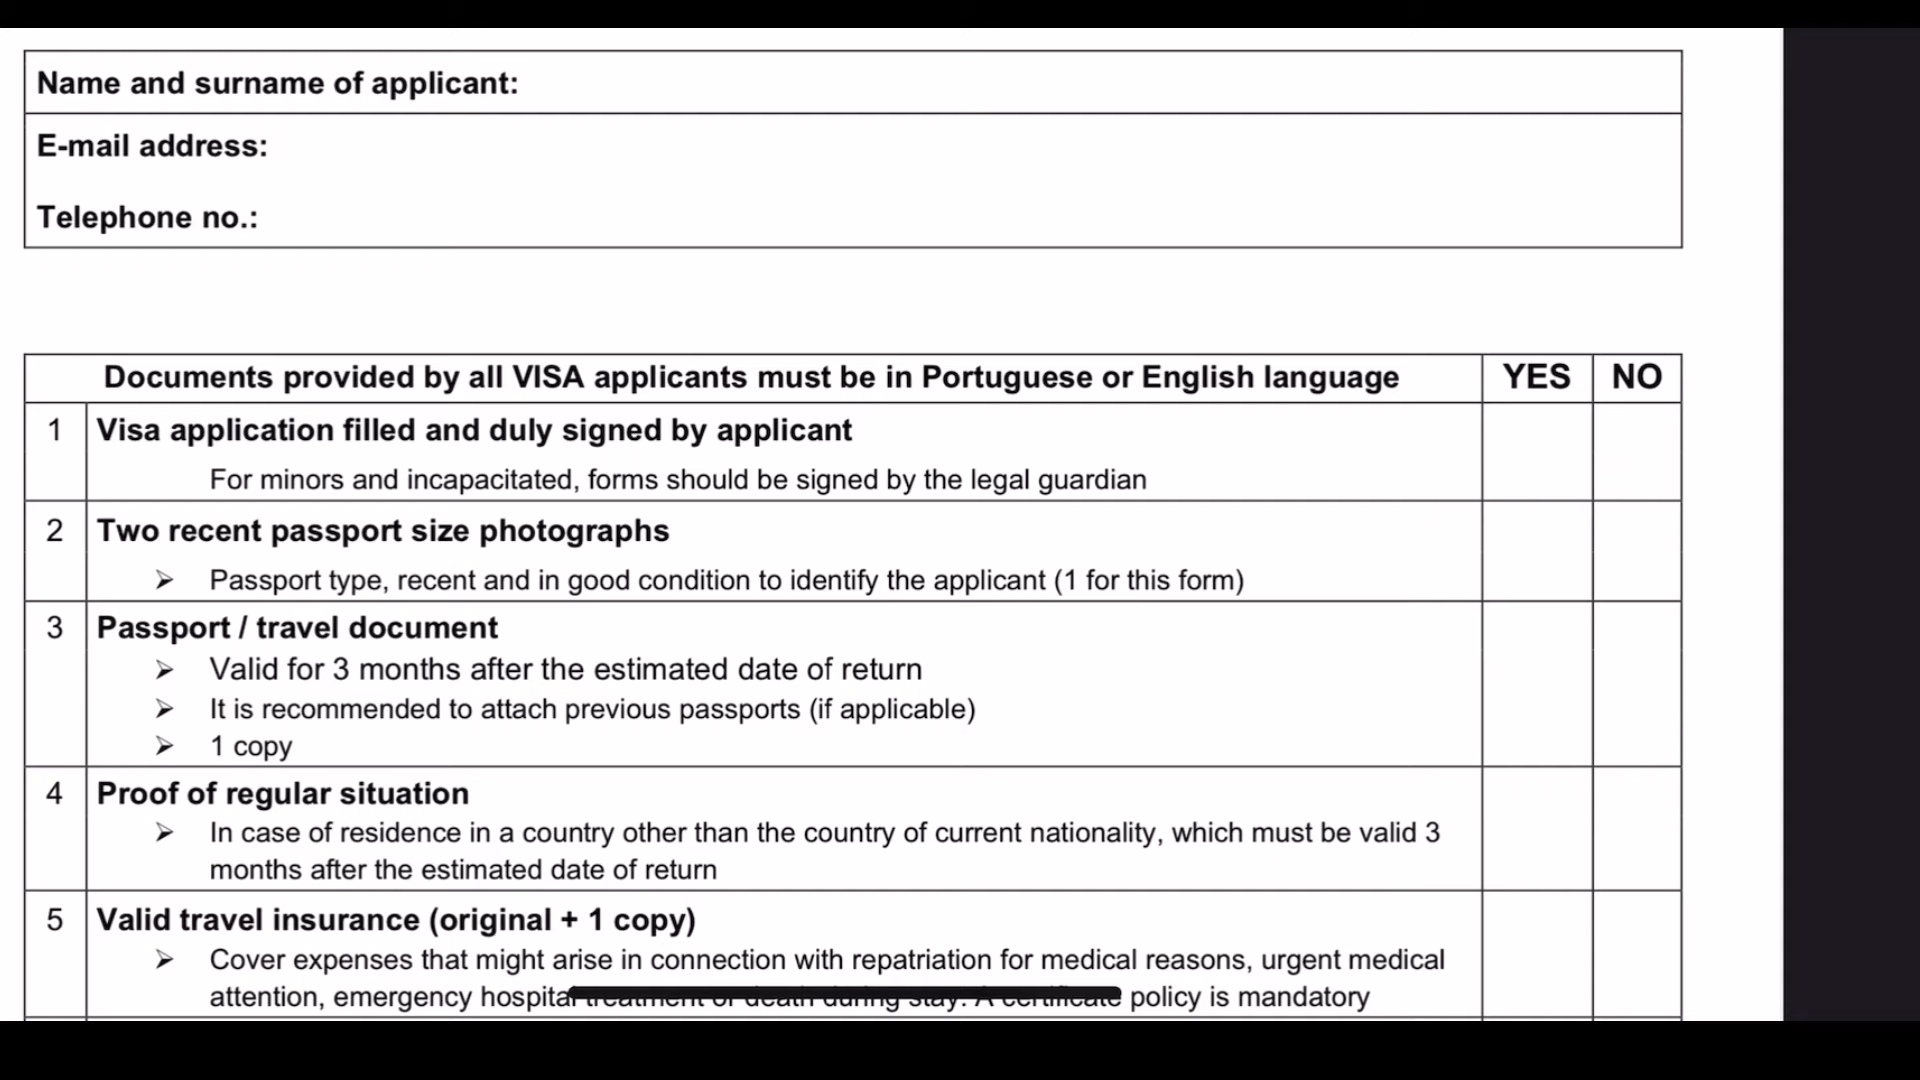 Name and surname of applicant:
E-mail address:
Telephone no.:
Documents provided by all VISA applicants must be in Portuguese or English language YES NO
1 Visa application filled and duly signed by applicant
For minors and incapacitated, forms should be signed by the legal guardian
2 Two recent passport size photographs
➢ Passport type, recent and in good condition to identify the applicant (1 for this form)
3 Passport / travel document
➢ Valid for 3 months after the estimated date of return
➢ It is recommended to attach previous passports (if applicable)
➢ 1 copy
4 Proof of regular situation
➢ In case of residence in a country other than the country of current nationality, which must be valid 3
months after the estimated date of return
5 Valid travel insurance (original + 1 copy)
➢ Cover expenses that might arise in connection with repatriation for medical reasons, urgent medical
attention, emergency hospital treatment or death during stay. A certificate policy is mandatory